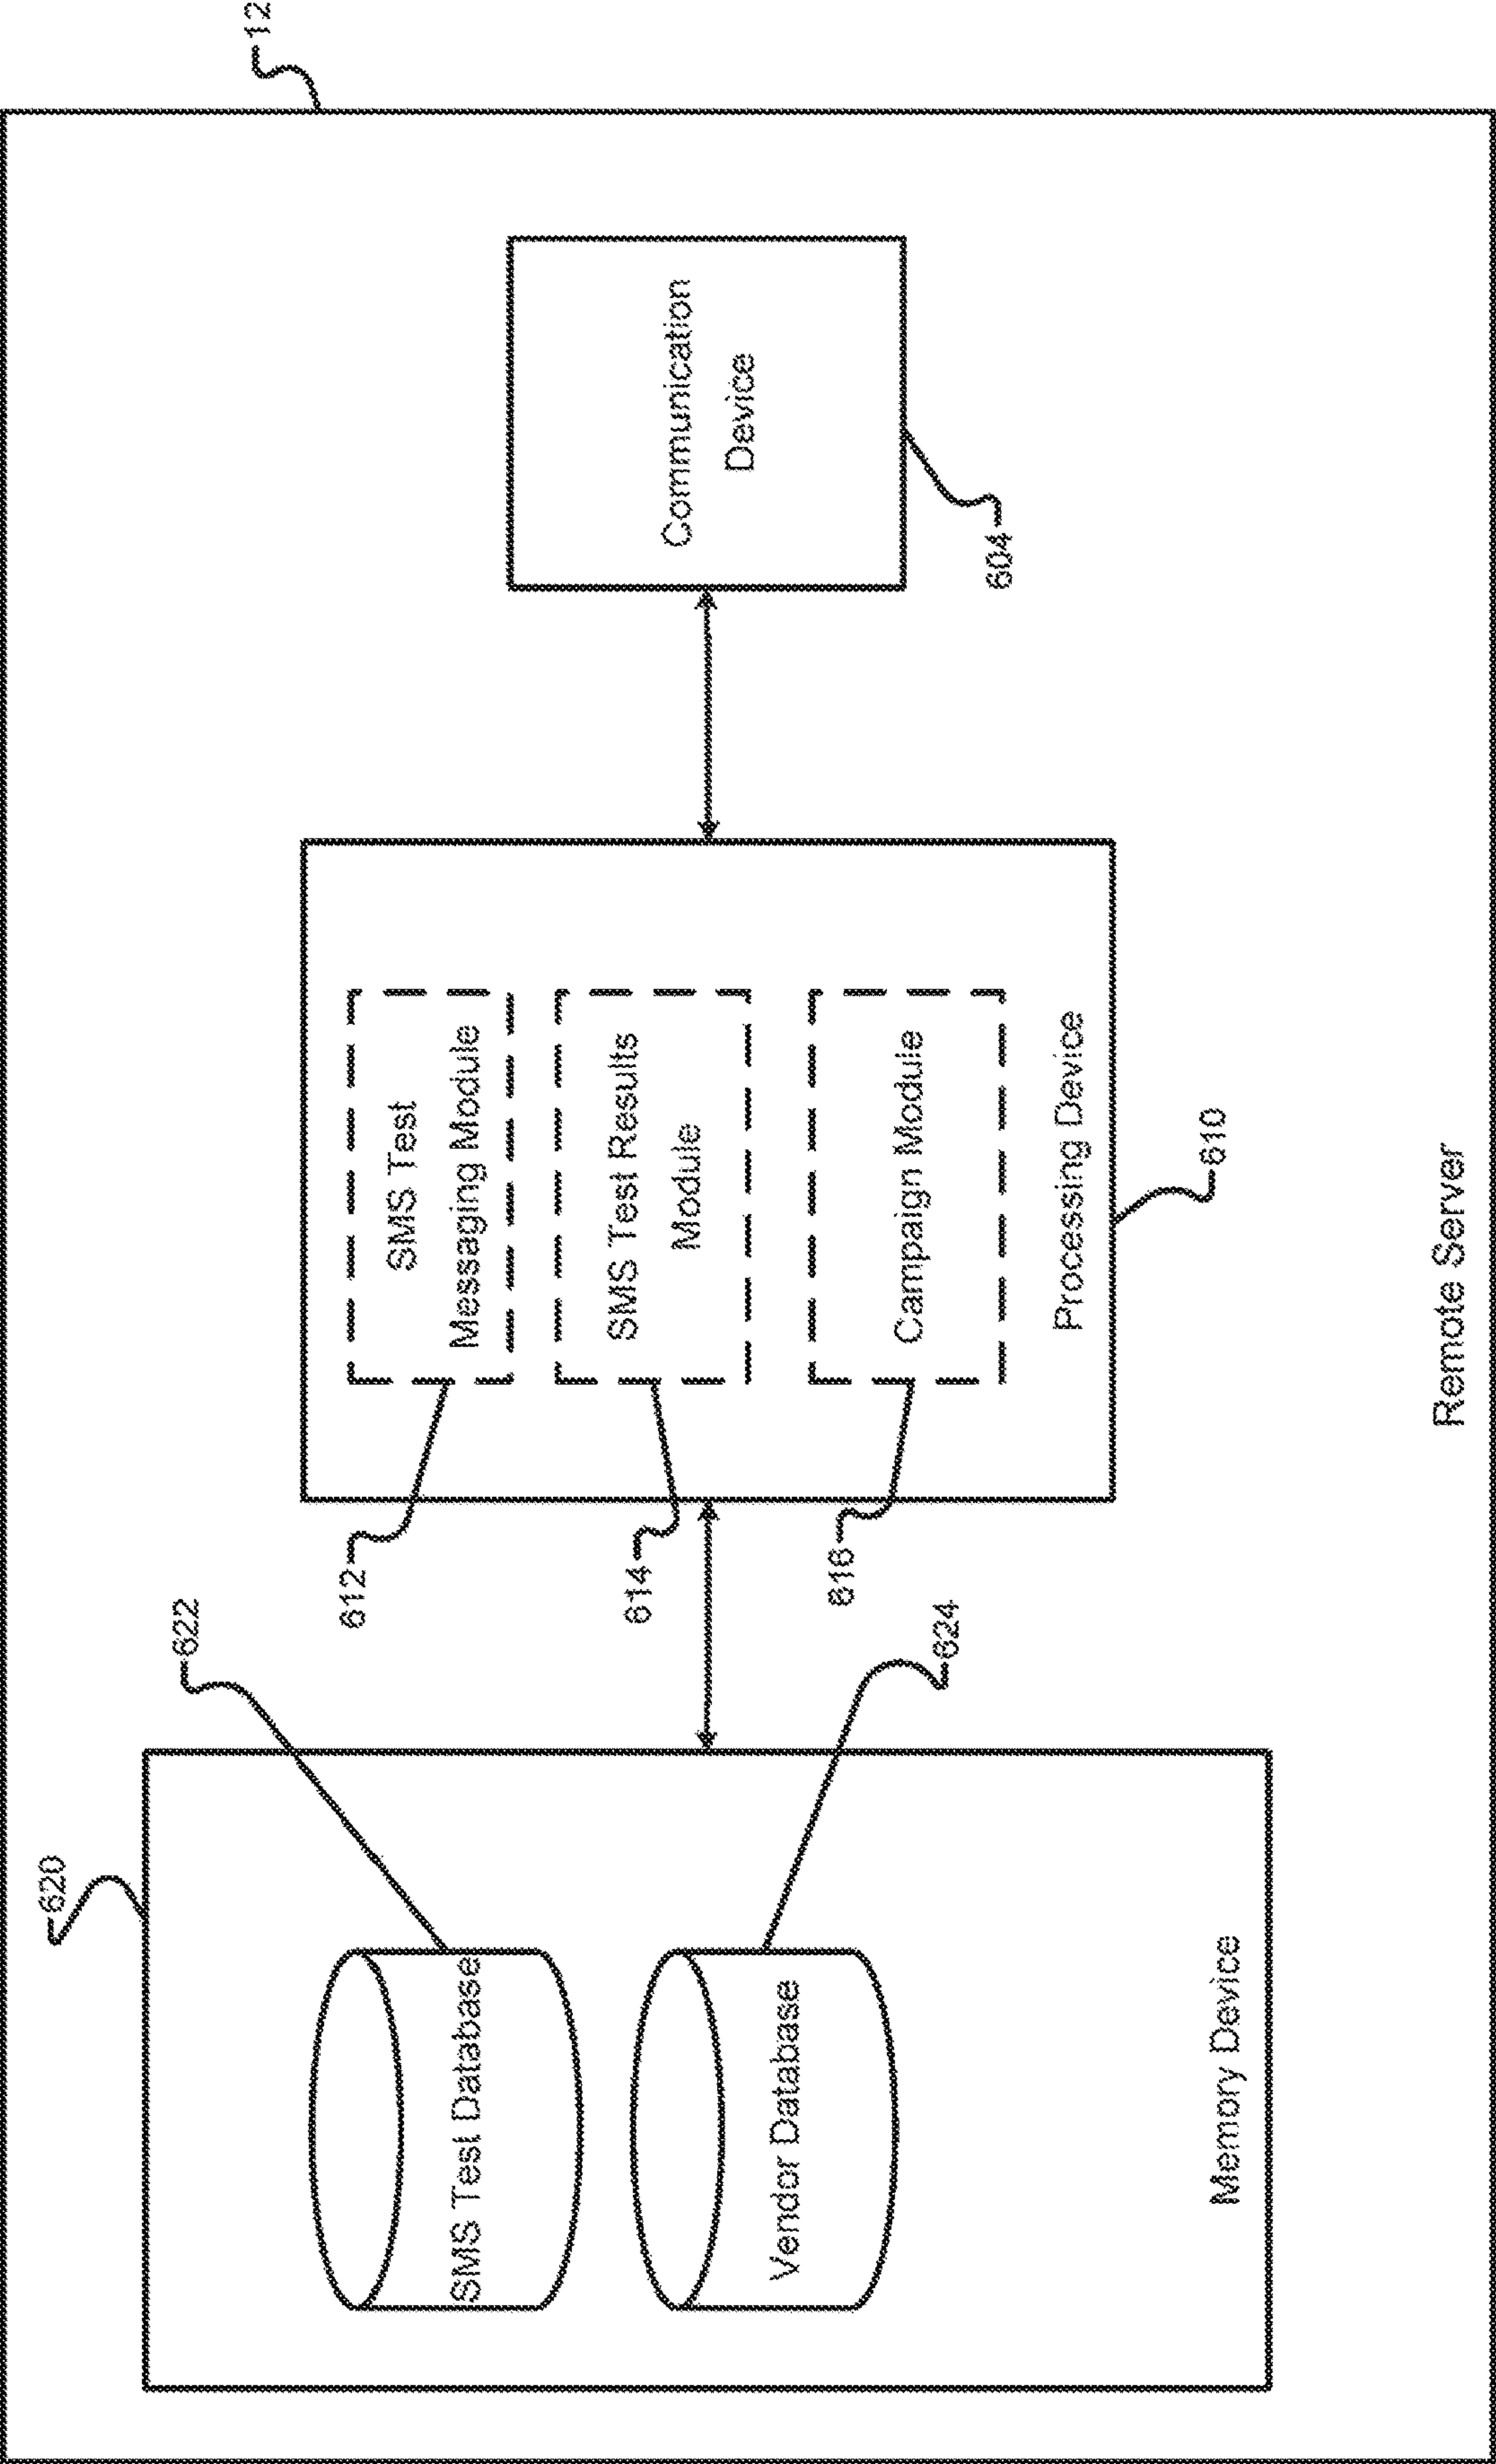 12
620
622
SMS Test Database
Vendor Database
624
Memory Device
612
SMS Test
Messaging Module
614
SMS Test Results
Module
616
Campaign Module
Processing Device
610
Communication
Device
604
Remote Server